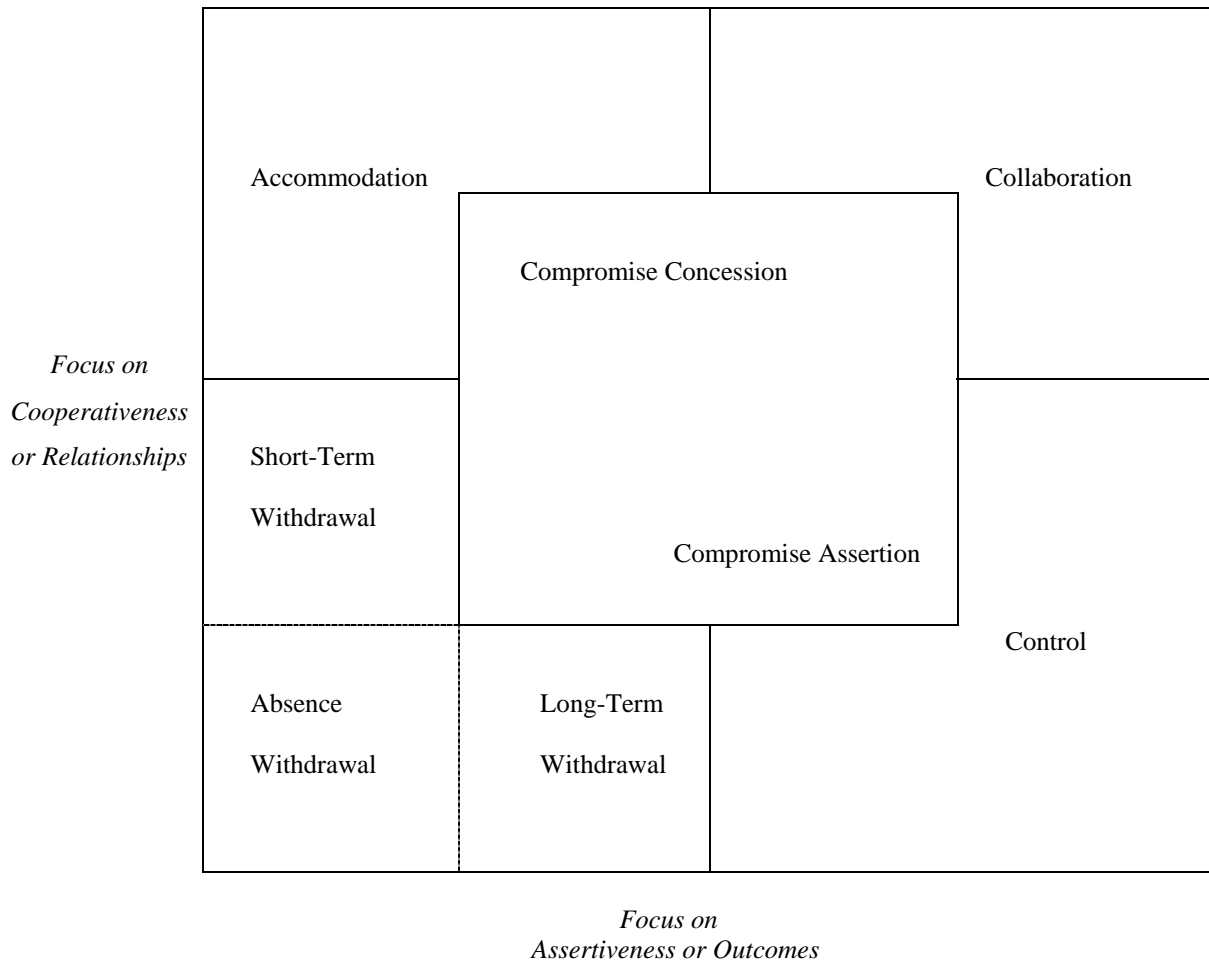 Accommodation
Collaboration
Compromise Concession
Focus on
Cooperativeness
or Relationships
Short-Term
Withdrawal
Compromise Assertion
Control
Absence
Withdrawal
Long-Term
Withdrawal
Focus on
Assertiveness or Outcomes